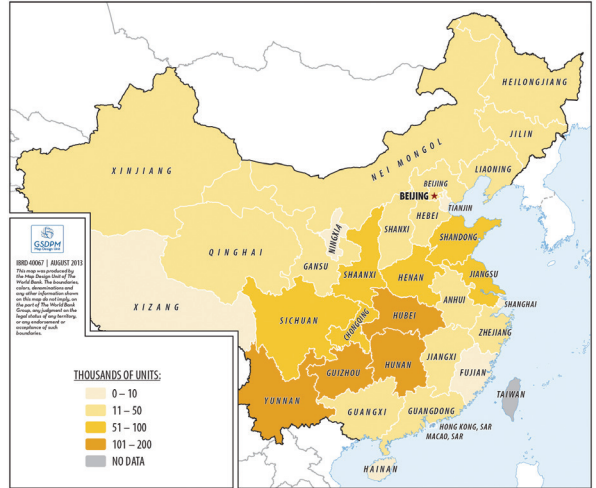 HEILONGJIANG
JILIN
LIAONING
NEI MONGOL
XINJIANG
BEIJING
BEIJING
TIANJIN
HEBEI
SHANXI
NINGXIA
SHANDONG
QINGHAI
GANSU
SHAANXI
HENAN
JIANGSU
ANHUI
SHANGHAI
XIZANG
SICHUAN
CHONGQING
HUBEI
ZHEJIANG
GUIZHOU
HUNAN
JIANGXI
FUJIAN
YUNNAN
GUANGXI
GUANGDONG
TAIWAN
HONG KONG, SAR
MACAO, SAR
HAINAN
GSDPM
Map Design Unit
IBRD 40067 | AUGUST 2013
This map was produced by
the Map Design Unit of The
World Bank. The boundaries,
colors, denominations and
any other information shown
on this map do not imply, on
the part of The World Bank
Group, any judgment on the
legal status of any territory,
or any endorsement or
acceptance of such
boundaries.
THOUSANDS OF UNITS:
0 – 10
11 – 50
51 – 100
101 – 200
NO DATA